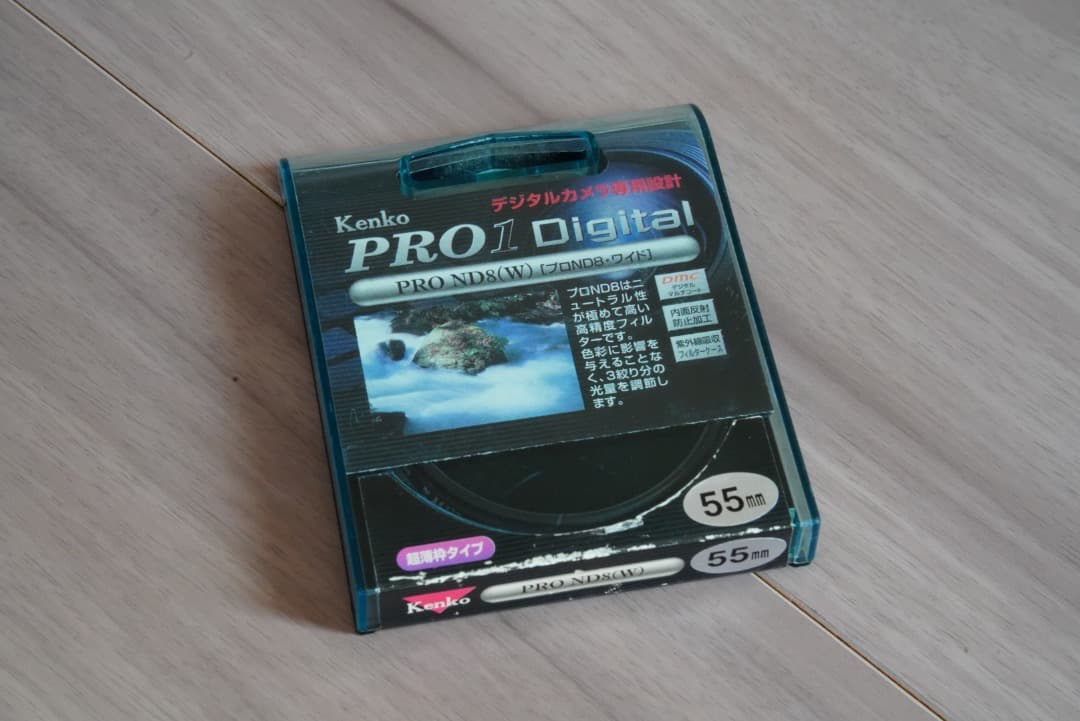 デジタルカメラ専用設計
Kenko
PRO1 Digital
PRO ND8(W) [プロND8・ワイド]
プロND8はニ
ュートラル性
が極めて高い
高精度フィル
ターです。
色彩に影響を
与えることな
く、3絞り分の
光量を調節し
ます。
DMC
デジタル
マルチコート
内面反射
防止加工
紫外線吸収
フィルターケース
55mm
超薄枠タイプ
Kenko
PRO ND8(W)
55mm